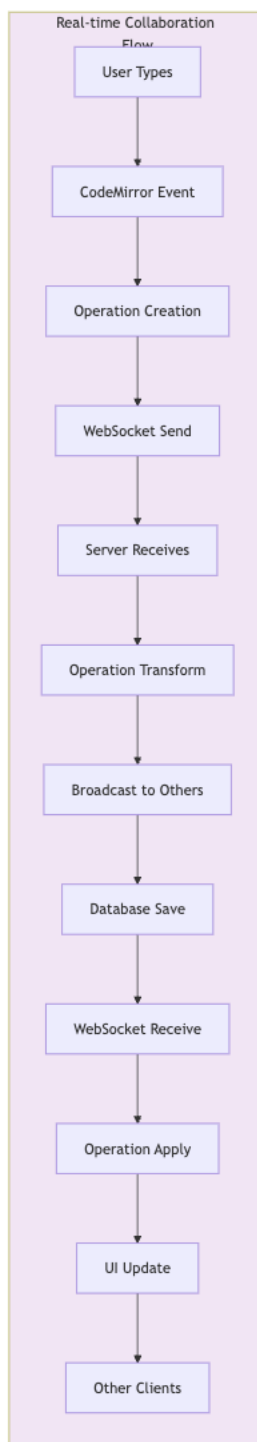 Real-time Collaboration
Flow
User Types
CodeMirror Event
Operation Creation
WebSocket Send
Server Receives
Operation Transform
Broadcast to Others
Database Save
WebSocket Receive
Operation Apply
UI Update
Other Clients